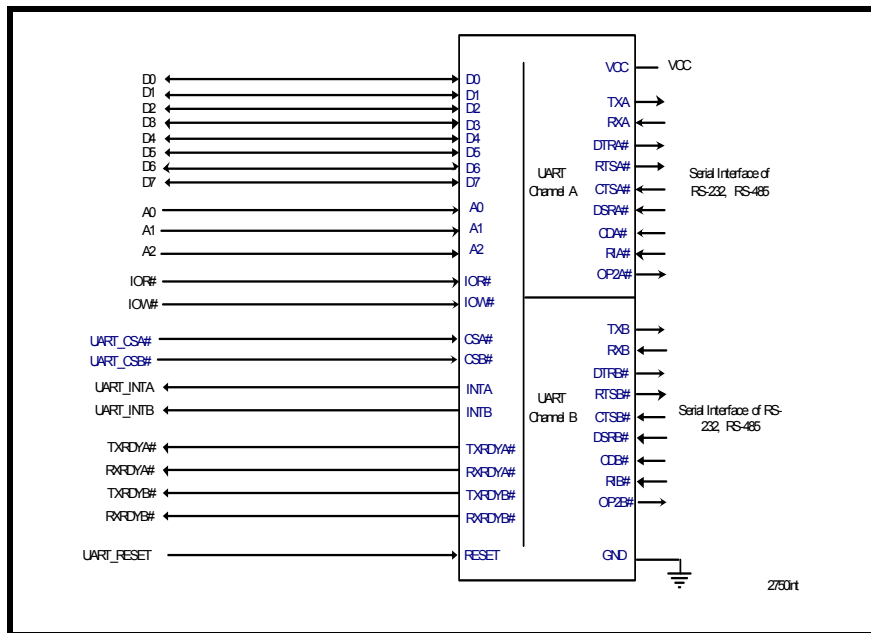 D0
D1
D2
D3
D4
D5
D6
D7
A0
A1
A2
IOR#
IOW#
UART_CSA#
UART_CSB#
UART_INTA
UART_INTB
TXRDYA#
RXRDYA#
TXRDYB#
RXRDYB#
UART_RESET
D0
D1
D2
D3
D4
D5
D6
D7
A0
A1
A2
IOR#
IOW#
CSA#
CSB#
INTA
INTB
TXRDYA#
RXRDYA#
TXRDYB#
RXRDYB#
RESET
UART
Channel A
UART
Channel B
VCC
TXA
RXA
DTRA#
RTSA#
CTSA#
DSRA#
CDA#
RIA#
OP2A#
TXB
RXB
DTRB#
RTSB#
CTSB#
DSRB#
CDB#
RIB#
OP2B#
GND
VCC
Serial Interface of
RS-232, RS-485
Serial Interface of RS-
232, RS-485
2750int